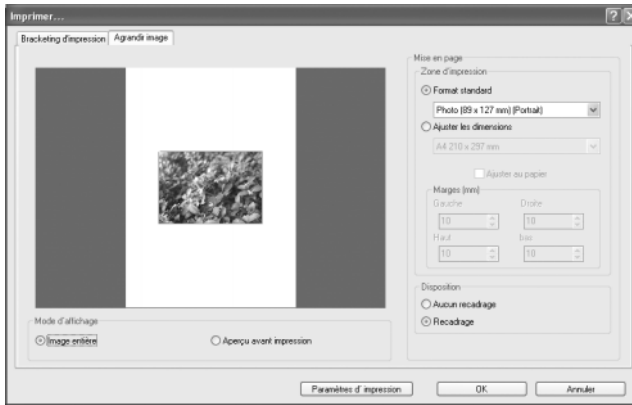 Imprimer...
Bracketing d'impression
Agrandir image
Mise en page
Zone d'impression
Format standard
Photo (89 x 127 mm) (Portrait)
Ajuster les dimensions
A4 210 x 297 mm
Ajuster au papier
Marges (mm)
Gauche Droite
10 10
Haut bas
10 10
Disposition
Aucun recadrage
Recadrage
Mode d'affichage
Image entière
Aperçu avant impression
Paramètres d'impression
OK
Annuler